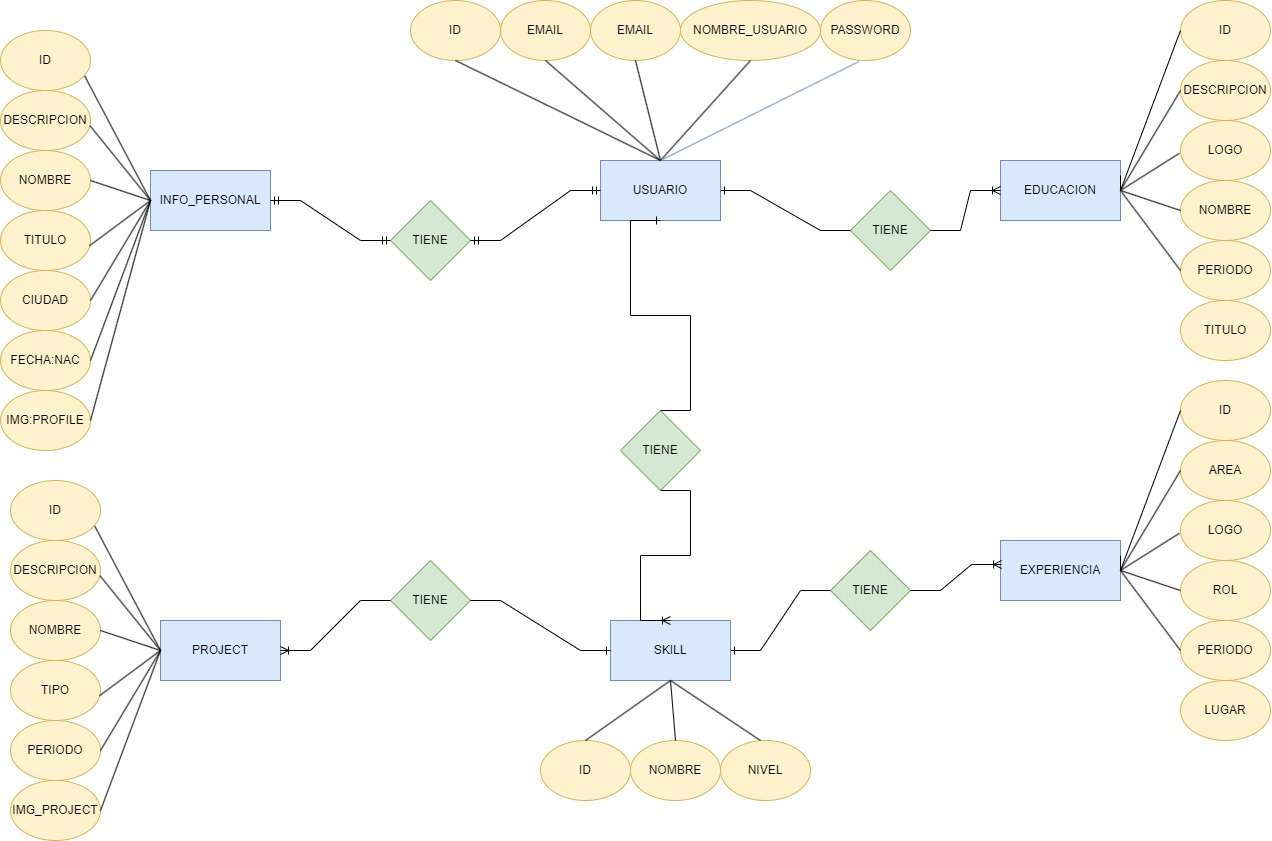 ID
EMAIL
EMAIL
NOMBRE_USUARIO
PASSWORD
ID
DESCRIPCION
NOMBRE
TITULO
CIUDAD
FECHA:NAC
IMG:PROFILE
INFO_PERSONAL
TIENE
USUARIO
TIENE
EDUCACION
ID
DESCRIPCION
LOGO
NOMBRE
PERIODO
TITULO
TIENE
ID
DESCRIPCION
NOMBRE
TIPO
PERIODO
IMG_PROJECT
PROJECT
TIENE
SKILL
TIENE
EXPERIENCIA
ID
AREA
LOGO
ROL
PERIODO
LUGAR
ID
NOMBRE
NIVEL